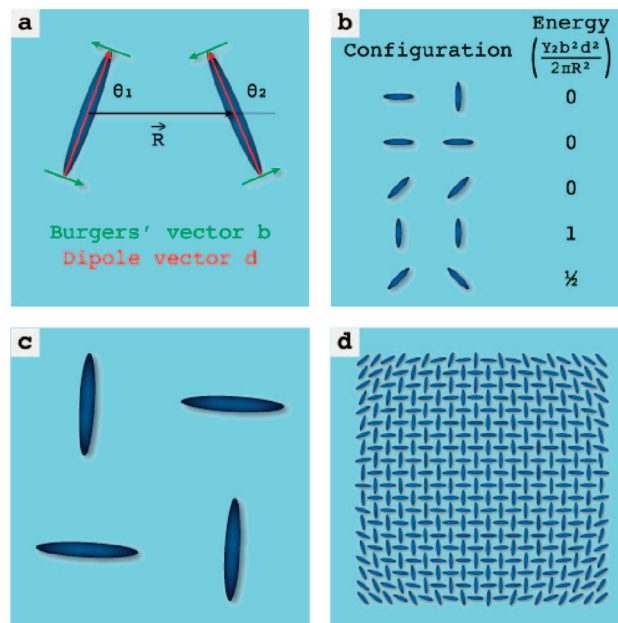 a
θ₁
θ₂
R
Burgers' vector b
Dipole vector d
b
Energy
Configuration
(Y₂b²d²/2πR²)
0
0
0
1
½
c
d